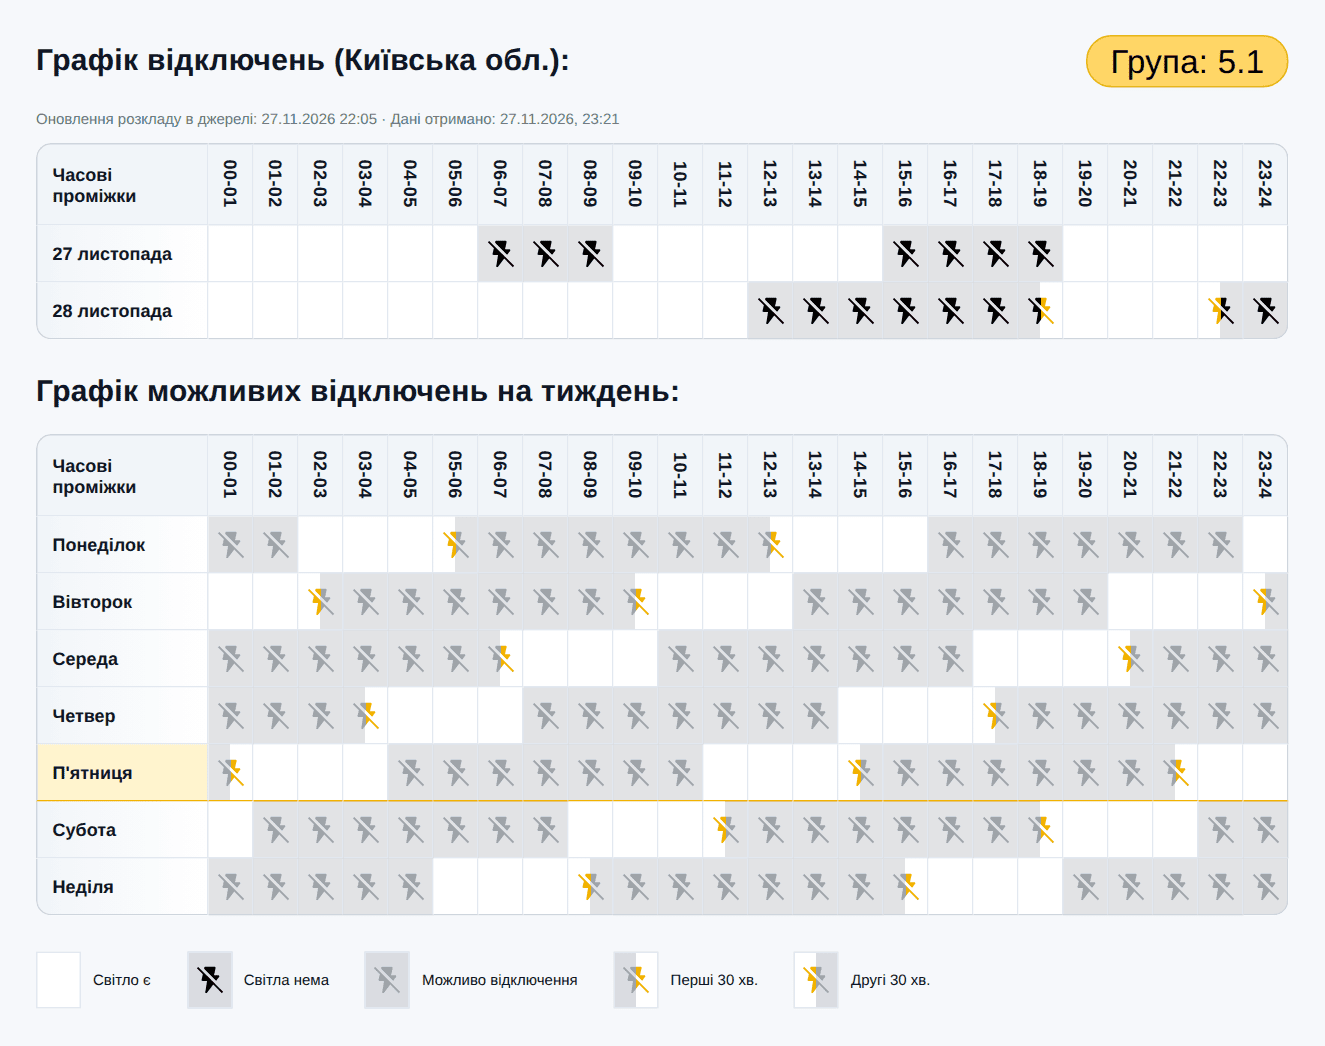 Графік відключень (Київська обл.):
Група: 5.1
Оновлення розкладу в джерелі: 27.11.2026 22:05 · Дані отримано: 27.11.2026, 23:21
Часові
проміжки
00-01 01-02 02-03 03-04 04-05 05-06 06-07 07-08 08-09 09-10 10-11 11-12 12-13 13-14 14-15 15-16 16-17 17-18 18-19 19-20 20-21 21-22 22-23 23-24
27 листопада
28 листопада
Графік можливих відключень на тиждень:
Часові
проміжки
00-01 01-02 02-03 03-04 04-05 05-06 06-07 07-08 08-09 09-10 10-11 11-12 12-13 13-14 14-15 15-16 16-17 17-18 18-19 19-20 20-21 21-22 22-23 23-24
Понеділок
Вівторок
Середа
Четвер
П'ятниця
Субота
Неділя
Світло є
Світла нема
Можливо відключення
Перші 30 хв.
Другі 30 хв.